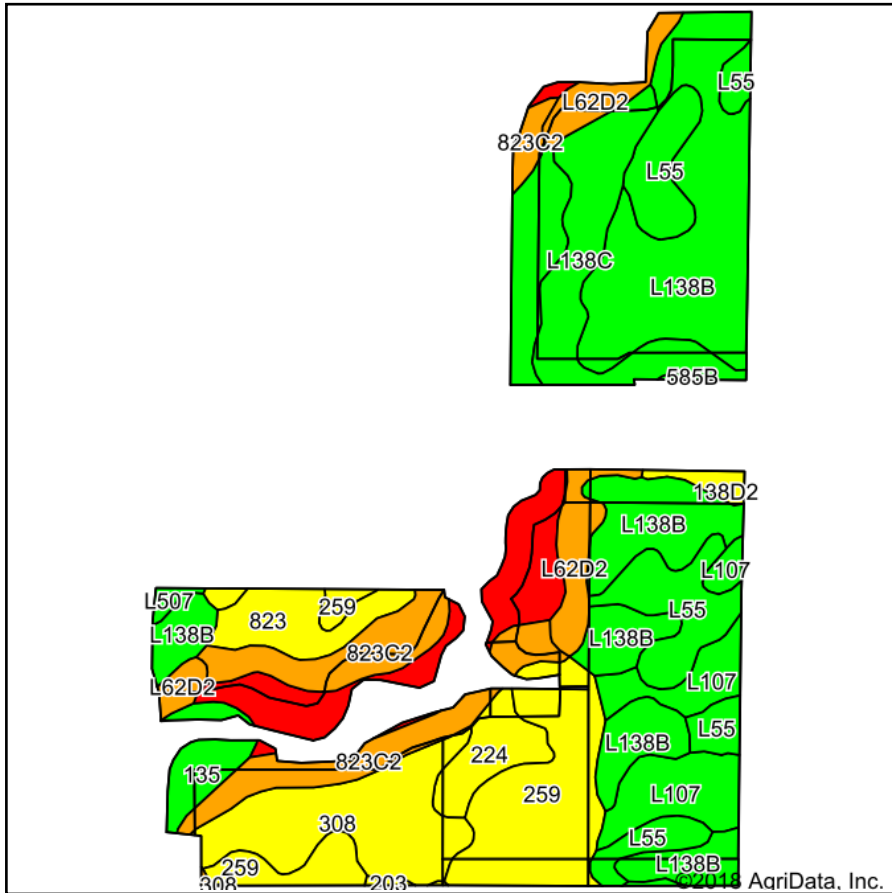 L55
L62D2
823C2
L55
L138C
L138B
585B
138D2
L138B
L62D2
L107
L507
259
L55
823
L138B
L138B
823C2
L107
L62D2
L55
L138B
224
823C2
135
259
L107
308
L55
259
L138B
308
203
©2018 AgriData, Inc.